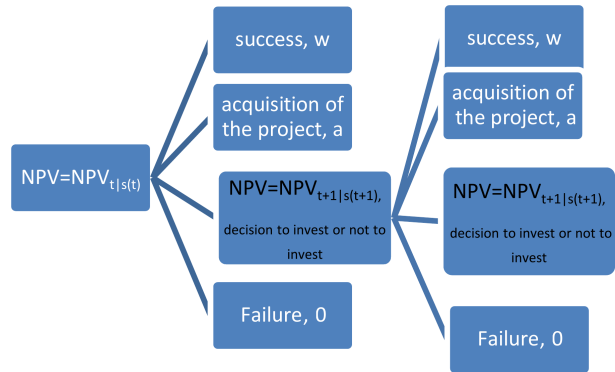 NPV=NPVt|s(t)
success, w
acquisition of
the project, a
NPV=NPVt+1|s(t+1),
decision to invest or not to
invest
Failure, 0
success, w
acquisition of
the project, a
NPV=NPVt+1|s(t+1),
decision to invest or not to
invest
Failure, 0